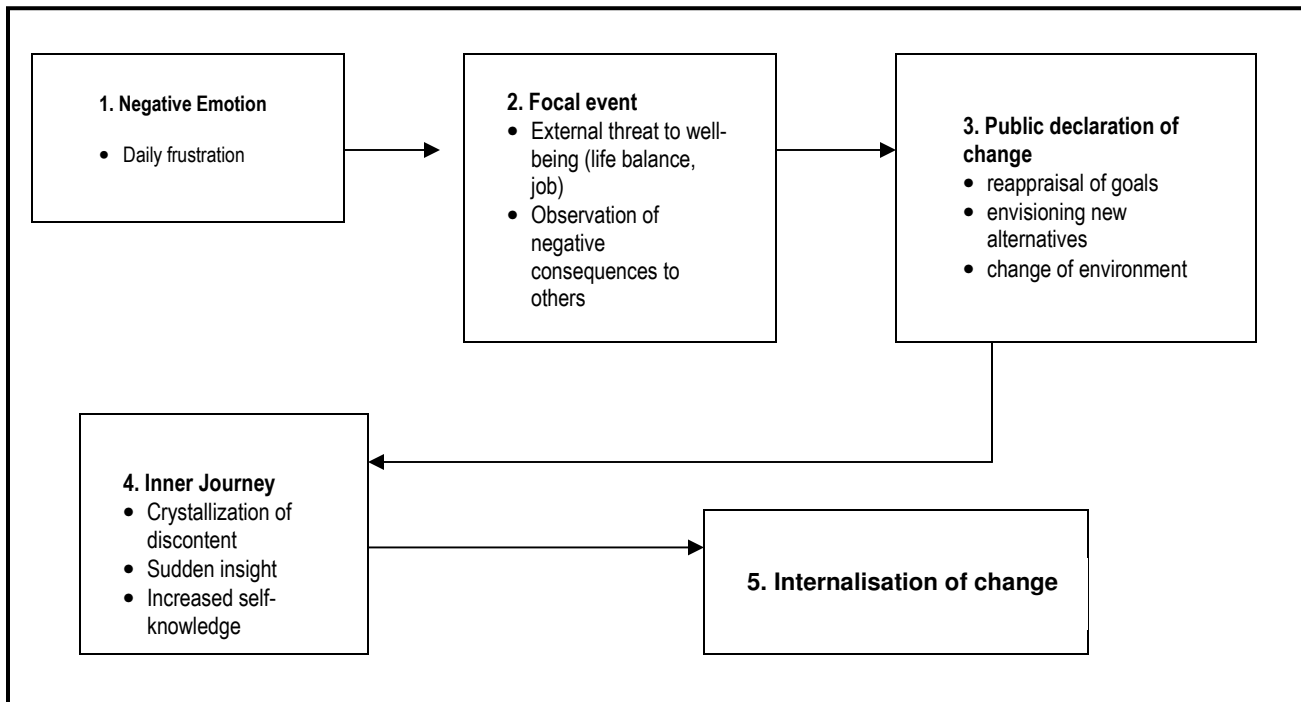 1. Negative Emotion
• Daily frustration
2. Focal event
• External threat to well-
being (life balance,
job)
• Observation of
negative
consequences to
others
3. Public declaration of
change
• reappraisal of goals
• envisioning new
alternatives
• change of environment
4. Inner Journey
• Crystallization of
discontent
• Sudden insight
• Increased self-
knowledge
5. Internalisation of change